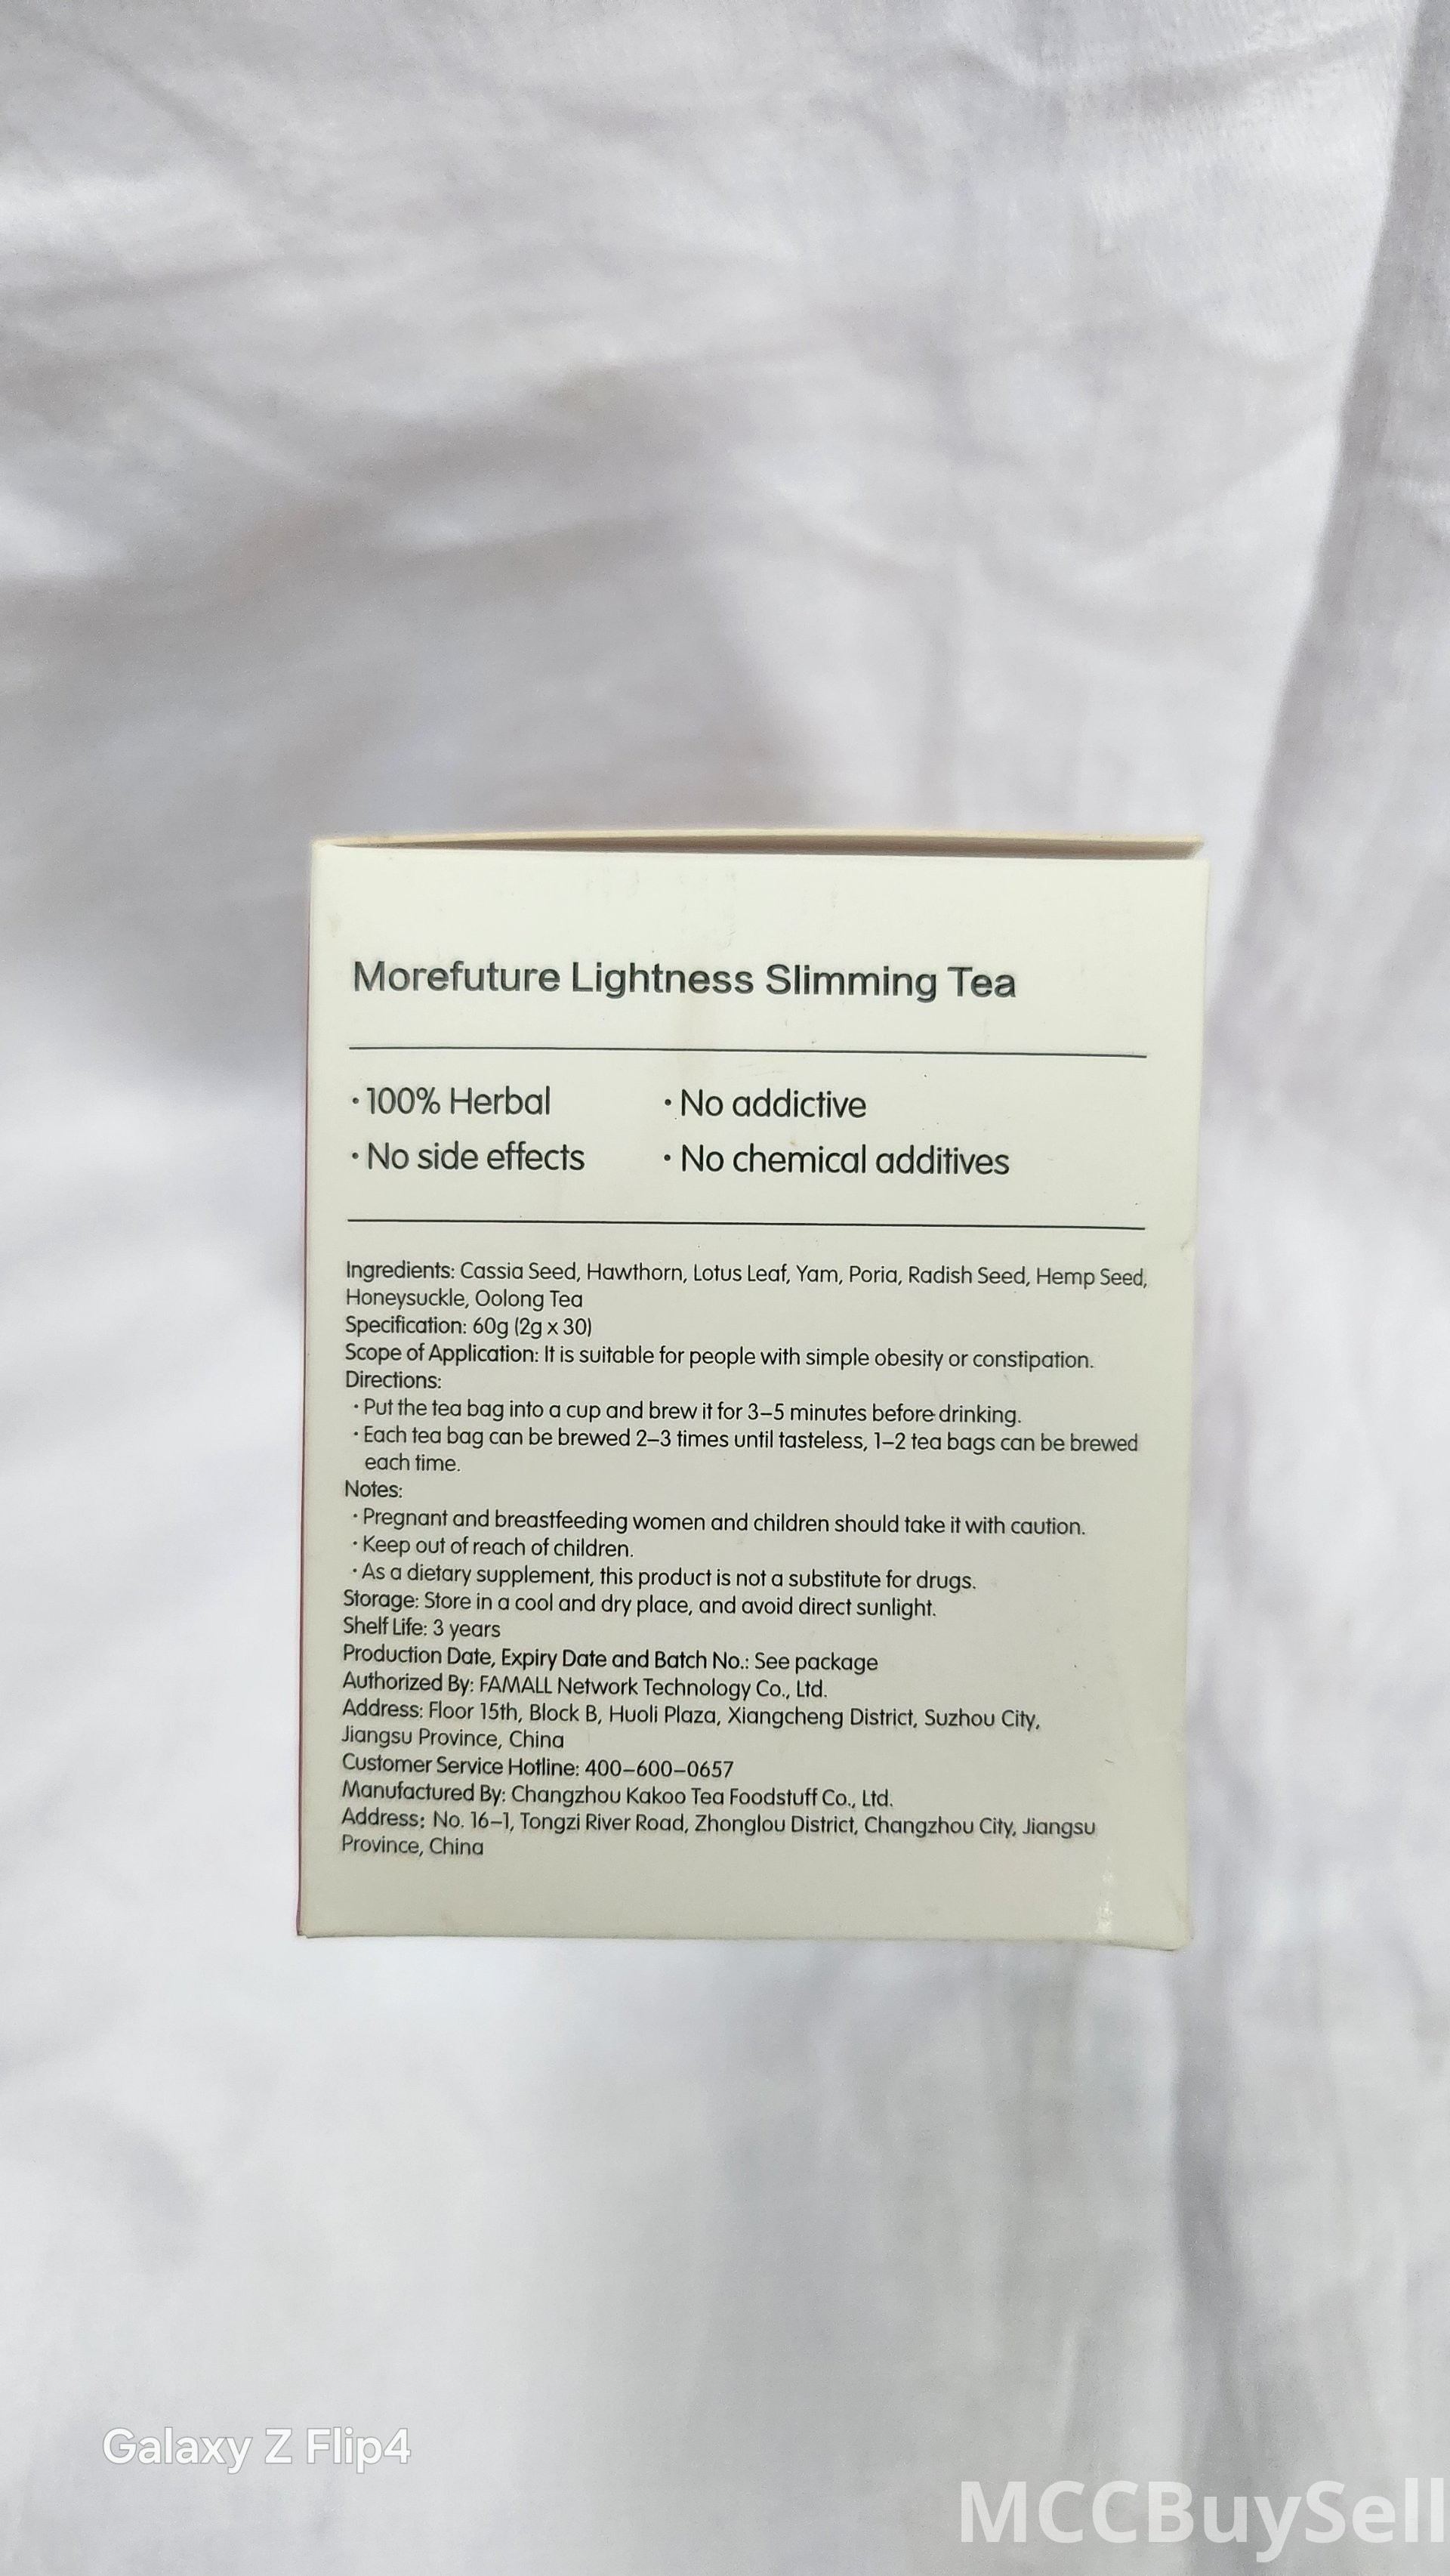 Morefuture Lightness Slimming Tea
· 100% Herbal · No addictive
· No side effects · No chemical additives
Ingredients: Cassia Seed, Hawthorn, Lotus Leaf, Yam, Poria, Radish Seed, Hemp Seed,
Honeysuckle, Oolong Tea
Specification: 60g (2g x 30)
Scope of Application: It is suitable for people with simple obesity or constipation.
Directions:
· Put the tea bag into a cup and brew it for 3–5 minutes before drinking.
· Each tea bag can be brewed 2–3 times until tasteless, 1–2 tea bags can be brewed
each time.
Notes:
· Pregnant and breastfeeding women and children should take it with caution.
· Keep out of reach of children.
· As a dietary supplement, this product is not a substitute for drugs.
Storage: Store in a cool and dry place, and avoid direct sunlight.
Shelf Life: 3 years
Production Date, Expiry Date and Batch No.: See package
Authorized By: FAMALL Network Technology Co., Ltd.
Address: Floor 15th, Block B, Huoli Plaza, Xiangcheng District, Suzhou City,
Jiangsu Province, China
Customer Service Hotline: 400–600–0657
Manufactured By: Changzhou Kakoo Tea Foodstuff Co., Ltd.
Address: No. 16–1, Tongzi River Road, Zhonglou District, Changzhou City, Jiangsu
Province, China
Galaxy Z Flip4
MCCBuySell